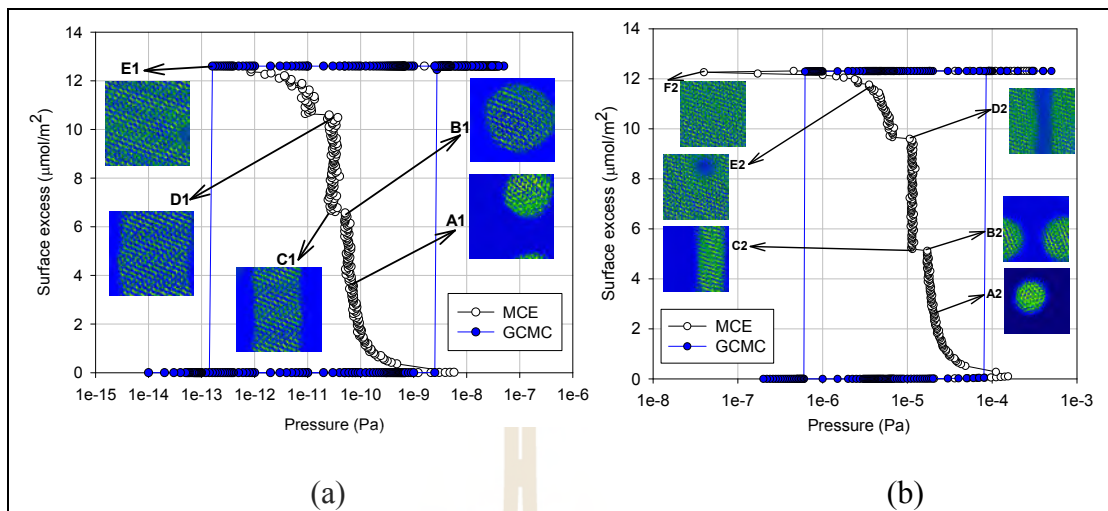 14
12
10
8
6
4
2
0
Surface excess (μmol/m²)
1e-15 1e-14 1e-13 1e-12 1e-11 1e-10 1e-9 1e-8 1e-7 1e-6
Pressure (Pa)
E1
D1
C1
B1
A1
MCE
GCMC
(a)
14
12
10
8
6
4
2
0
Surface excess (μmol/m²)
1e-8 1e-7 1e-6 1e-5 1e-4 1e-3
Pressure (Pa)
F2
E2
C2
D2
B2
A2
MCE
GCMC
(b)